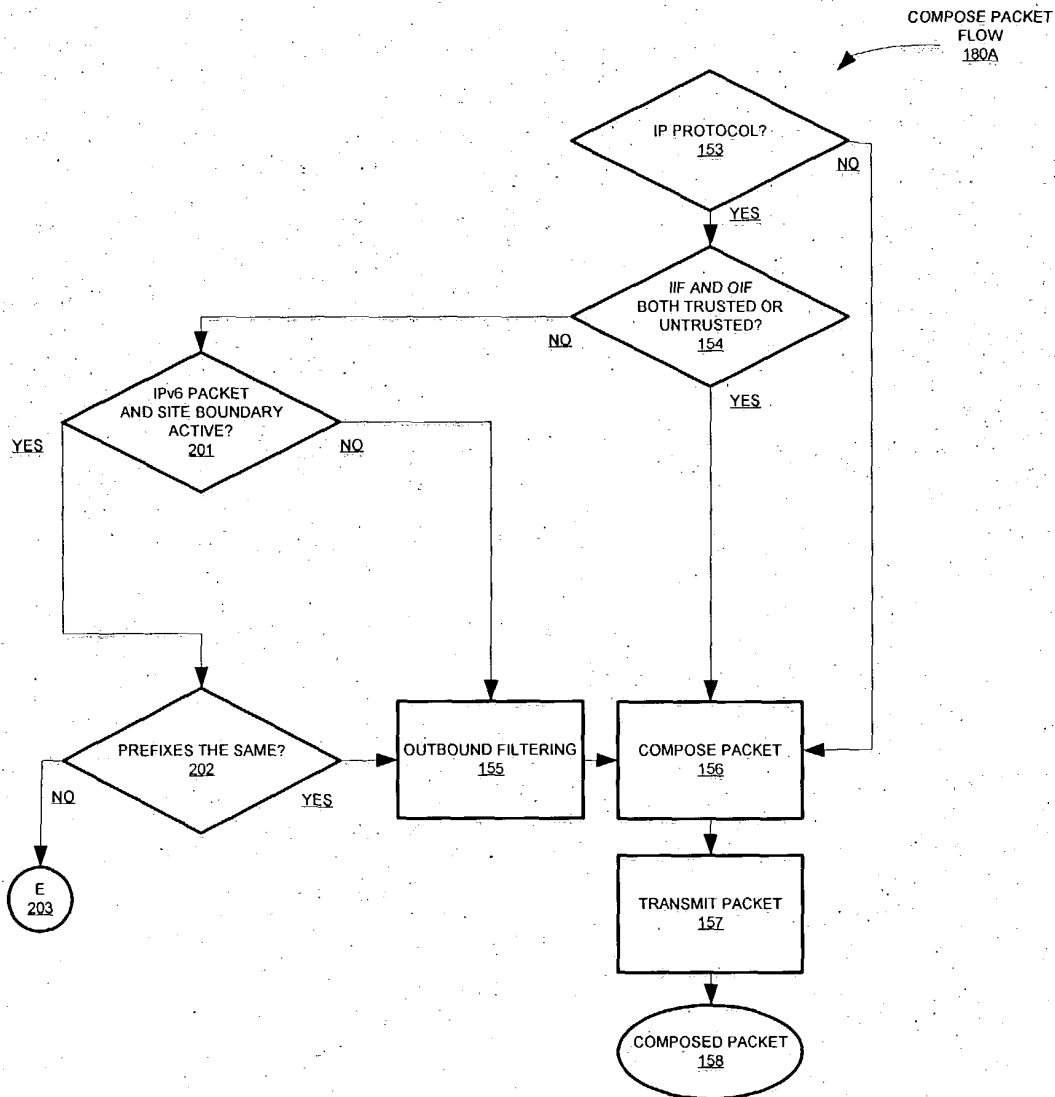 COMPOSE PACKET
FLOW
180A
IP PROTOCOL?
153
NO
YES
IIF AND OIF
BOTH TRUSTED OR
UNTRUSTED?
154
NO
YES
IPv6 PACKET
AND SITE BOUNDARY
ACTIVE?
201
YES
NO
PREFIXES THE SAME?
202
NO
YES
OUTBOUND FILTERING
155
COMPOSE PACKET
156
E
203
TRANSMIT PACKET
157
COMPOSED PACKET
158